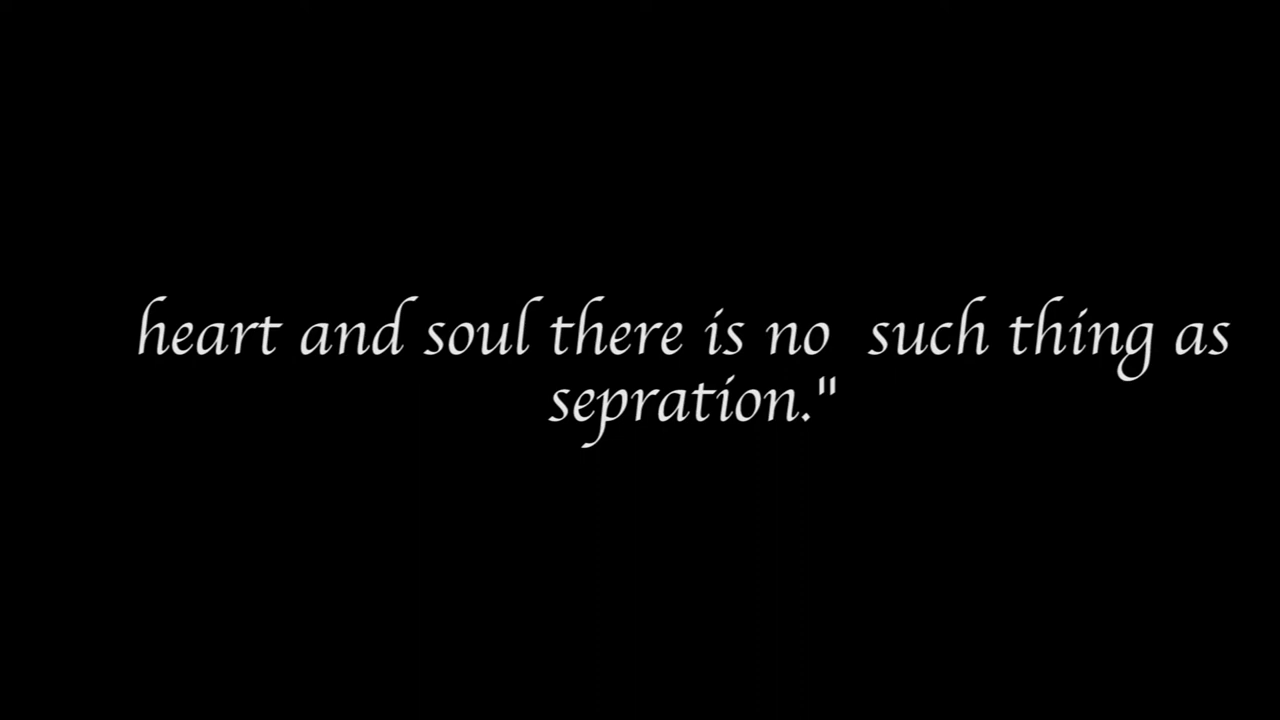 heart and soul there is no  such thing as
sepration."